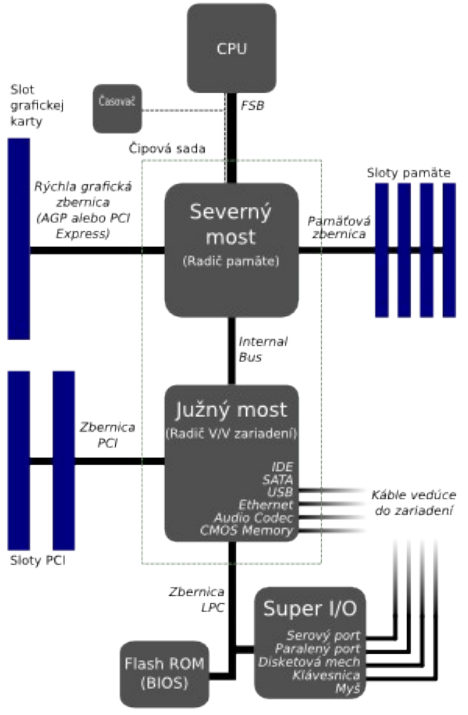 CPU
Slot
grafickej
karty
Časovač
FSB
Čipová sada
Sloty pamäte
Rýchla grafická
zbernica
(AGP alebo PCI
Express)
Severný
most
(Radič pamäte)
Pamäťová
zbernica
Internal
Bus
Južný most
(Radič V/V zariadení)
Zbernica
PCI
IDE
SATA
USB
Ethernet
Audio Codec
CMOS Memory
Káble vedúce
do zariadení
Sloty PCI
Zbernica
LPC
Super I/O
Serový port
Paralený port
Disketová mech
Klávesnica
Myš
Flash ROM
(BIOS)